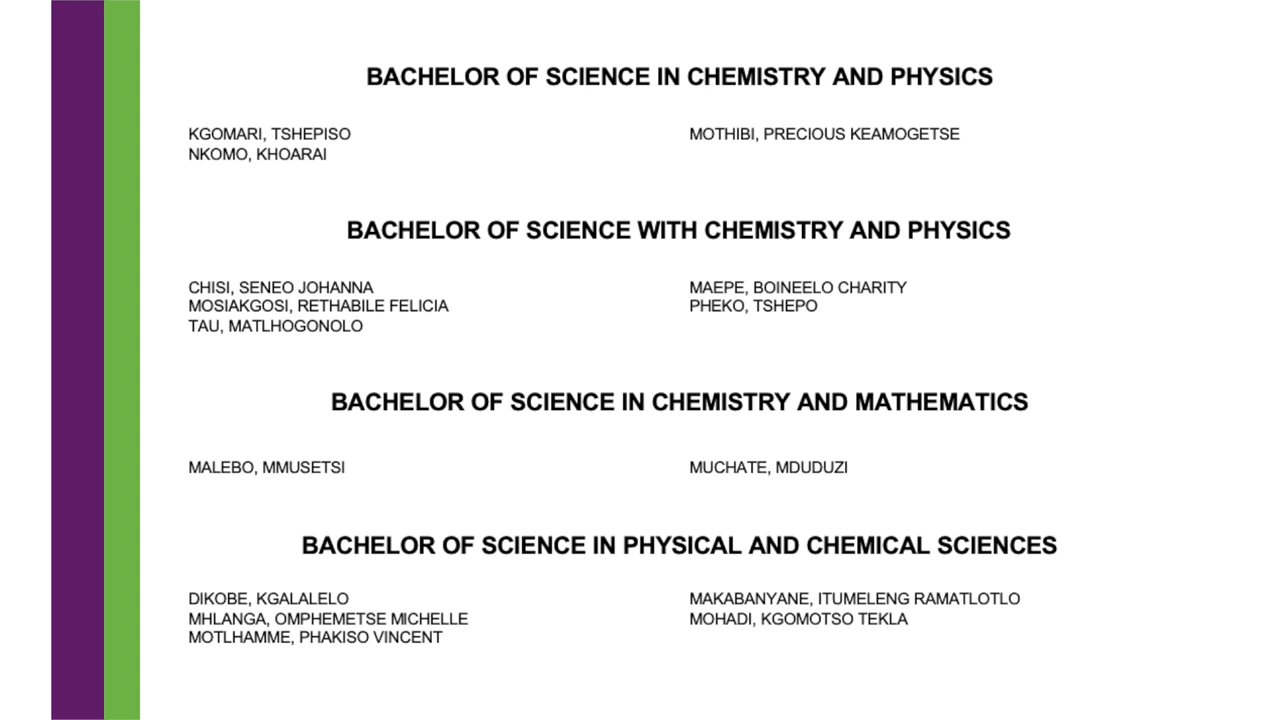 BACHELOR OF SCIENCE IN CHEMISTRY AND PHYSICS
KGOMARI, TSHEPISO
MOTHIBI, PRECIOUS KEAMOGETSE
NKOMO, KHOARAI
BACHELOR OF SCIENCE WITH CHEMISTRY AND PHYSICS
CHISI, SENEO JOHANNA
MAEPE, BOINEELO CHARITY
MOSIAKGOSI, RETHABILE FELICIA
PHEKO, TSHEPO
TAU, MATLHOGONOLO
BACHELOR OF SCIENCE IN CHEMISTRY AND MATHEMATICS
MALEBO, MMUSETSI
MUCHATE, MDUDUZI
BACHELOR OF SCIENCE IN PHYSICAL AND CHEMICAL SCIENCES
DIKOBE, KGALALELO
MAKABANYANE, ITUMELENG RAMATLOTLO
MHLANGA, OMPHEMETSE MICHELLE
MOHADI, KGOMOTSO TEKLA
MOTLHAMME, PHAKISO VINCENT